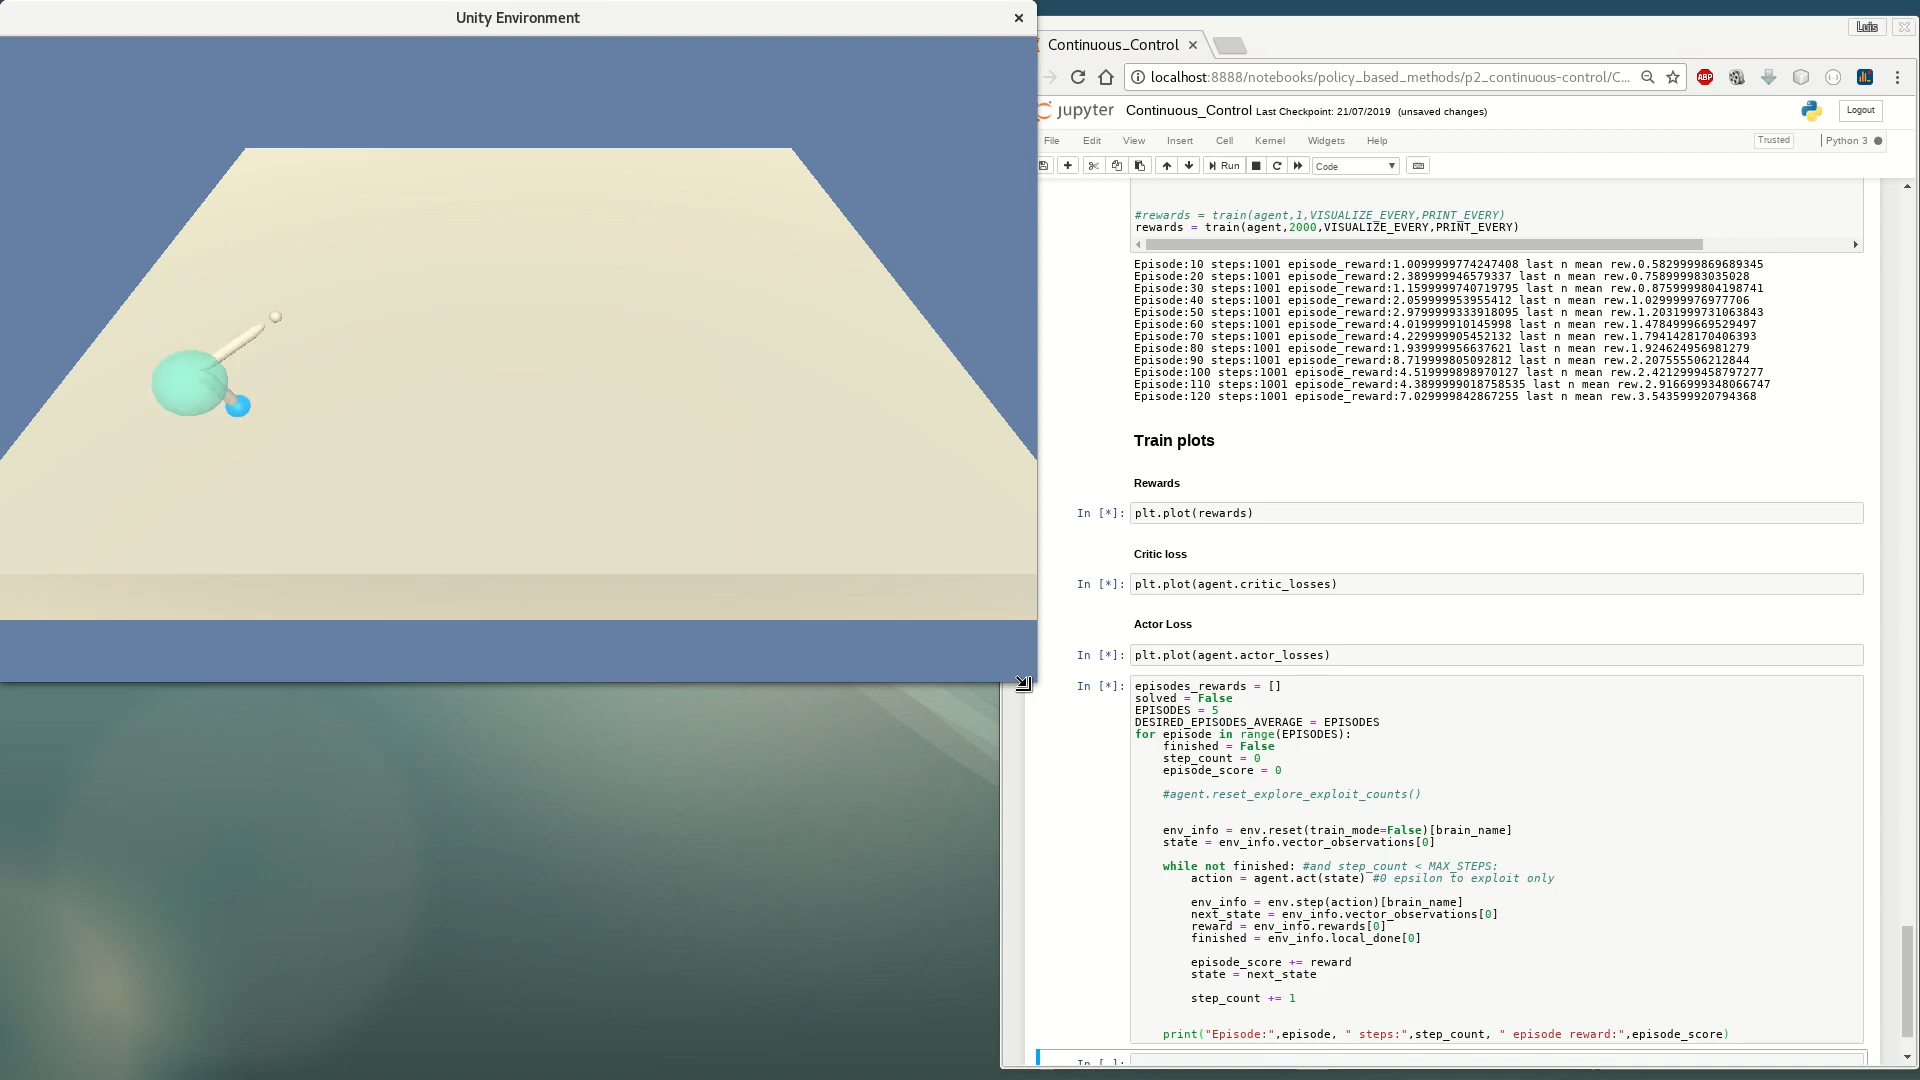 Unity Environment
Luis
Continuous_Control
localhost:8888/notebooks/policy_based_methods/p2_continuous-control/C...
ABP
jupyter Continuous_Control Last Checkpoint: 21/07/2019 (unsaved changes)
Logout
File Edit View Insert Cell Kernel Widgets Help
Trusted
Python 3
Run
Code
#rewards = train(agent,1,VISUALIZE_EVERY,PRINT_EVERY)
rewards = train(agent,2000,VISUALIZE_EVERY,PRINT_EVERY)
Episode:10 steps:1001 episode_reward:1.0099999774247408 last n mean rew.0.5829999869689345
Episode:20 steps:1001 episode_reward:2.389999946579337 last n mean rew.0.758999983035028
Episode:30 steps:1001 episode_reward:1.1599999740719795 last n mean rew.0.8759999804198741
Episode:40 steps:1001 episode_reward:2.059999953955412 last n mean rew.1.029999976977706
Episode:50 steps:1001 episode_reward:2.9799999333918095 last n mean rew.1.2031999731063843
Episode:60 steps:1001 episode_reward:4.019999910145998 last n mean rew.1.4784999669529497
Episode:70 steps:1001 episode_reward:4.229999905452132 last n mean rew.1.7941428170406393
Episode:80 steps:1001 episode_reward:1.939999956637621 last n mean rew.1.924624956981279
Episode:90 steps:1001 episode_reward:8.719999805092812 last n mean rew.2.2075555506212844
Episode:100 steps:1001 episode_reward:4.519999898970127 last n mean rew.2.4212999458797277
Episode:110 steps:1001 episode_reward:4.3899999018758535 last n mean rew.2.9166999348066747
Episode:120 steps:1001 episode_reward:7.029999842867255 last n mean rew.3.543599920794368
Train plots
Rewards
In [*]: plt.plot(rewards)
Critic loss
In [*]: plt.plot(agent.critic_losses)
Actor Loss
In [*]: plt.plot(agent.actor_losses)
In [*]: episodes_rewards = []
solved = False
EPISODES = 5
DESIRED_EPISODES_AVERAGE = EPISODES
for episode in range(EPISODES):
    finished = False
    step_count = 0
    episode_score = 0
    #agent.reset_explore_exploit_counts()
    env_info = env.reset(train_mode=False)[brain_name]
    state = env_info.vector_observations[0]
    while not finished: #and step_count < MAX_STEPS:
        action = agent.act(state) #0 epsilon to exploit only
        env_info = env.step(action)[brain_name]
        next_state = env_info.vector_observations[0]
        reward = env_info.rewards[0]
        finished = env_info.local_done[0]
        episode_score += reward
        state = next_state
        step_count += 1
    print("Episode:",episode, " steps:",step_count, " episode reward:",episode_score)
In [ ]: